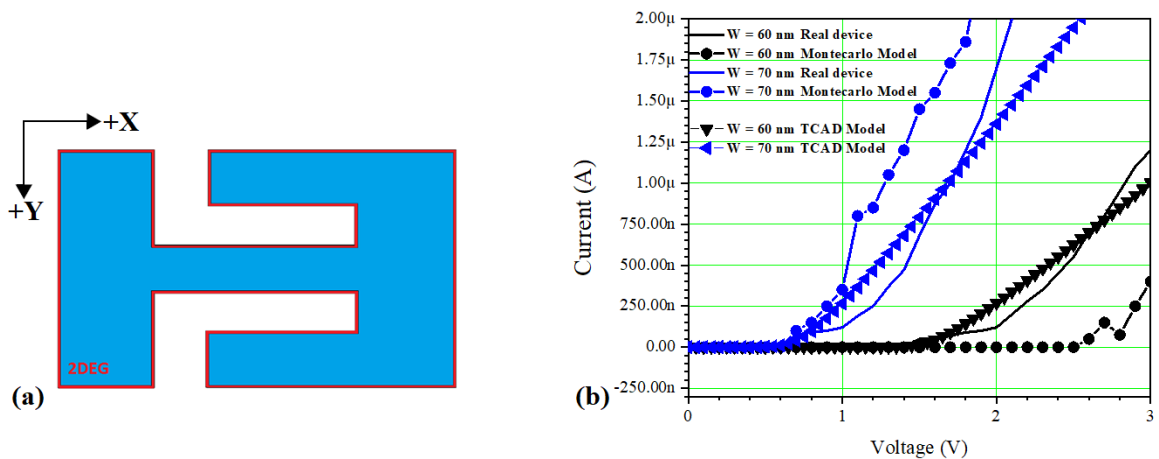 +X
+Y
2DEG
(a)
Current (A)
2.00μ
1.75μ
1.50μ
1.25μ
1.00μ
750.00n
500.00n
250.00n
0.00
-250.00n
W = 60 nm Real device
W = 60 nm Montecarlo Model
W = 70 nm Real device
W = 70 nm Montecarlo Model
W = 60 nm TCAD Model
W = 70 nm TCAD Model
0 1 2 3
Voltage (V)
(b)